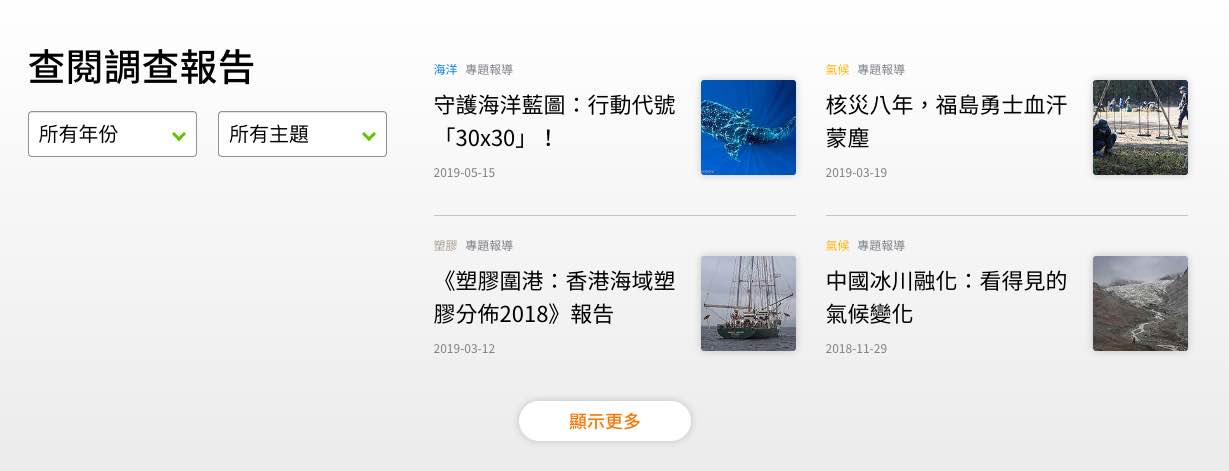 查閱調查報告
所有年份
所有主題
海洋 專題報導
守護海洋藍圖：行動代號
「30x30」！
2019-05-15
氣候 專題報導
核災八年，福島勇士血汗
蒙塵
2019-03-19
塑膠 專題報導
《塑膠圍港：香港海域塑
膠分佈2018》報告
2019-03-12
氣候 專題報導
中國冰川融化：看得見的
氣候變化
2018-11-29
顯示更多